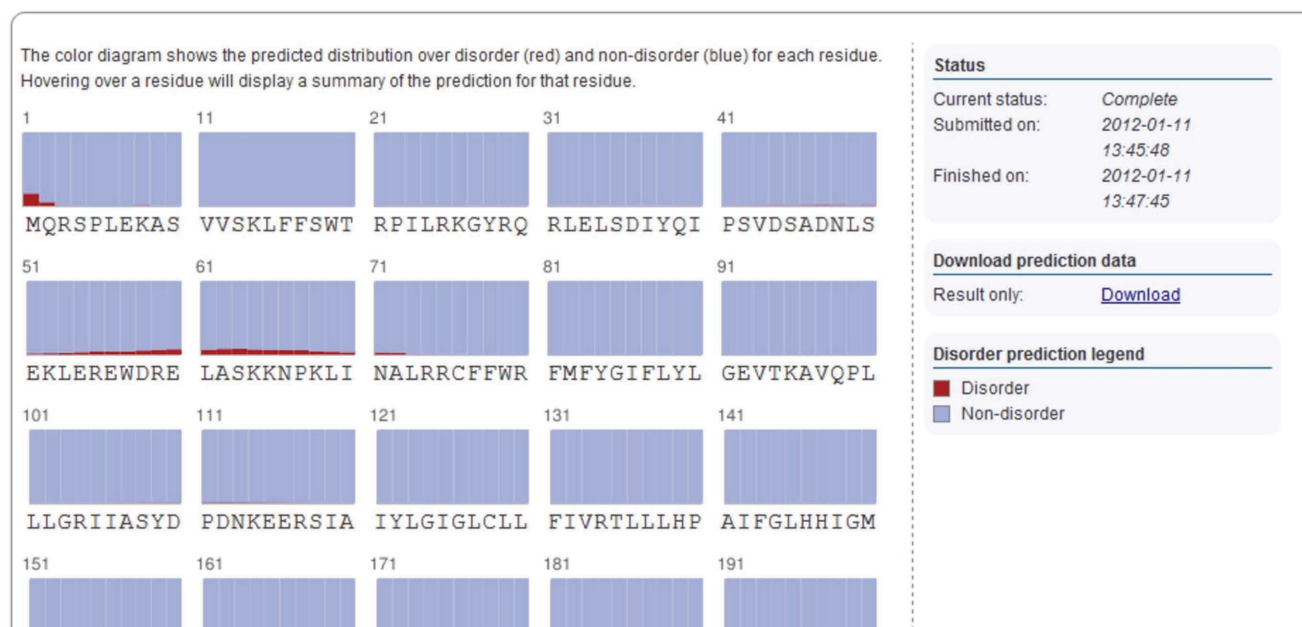 The color diagram shows the predicted distribution over disorder (red) and non-disorder (blue) for each residue.
Hovering over a residue will display a summary of the prediction for that residue.
1 11 21 31 41
MQRSPLEKAS VVSKLFFSWT RPILRKGYRQ RLELSDIYQI PSVDSADNLS
51 61 71 81 91
EKLEREWDRE LASKKNPKLI NALRRCFFWR FMFYGIFLYL GEVTKAVQPL
101 111 121 131 141
LLGRIIASYD PDNKEERSIA IYLGIGLCLL FIVRTLLLHP AIFGLHHIGM
151 161 171 181 191
Status
Current status: Complete
Submitted on: 2012-01-11
13:45:48
Finished on: 2012-01-11
13:47:45
Download prediction data
Result only: Download
Disorder prediction legend
Disorder
Non-disorder